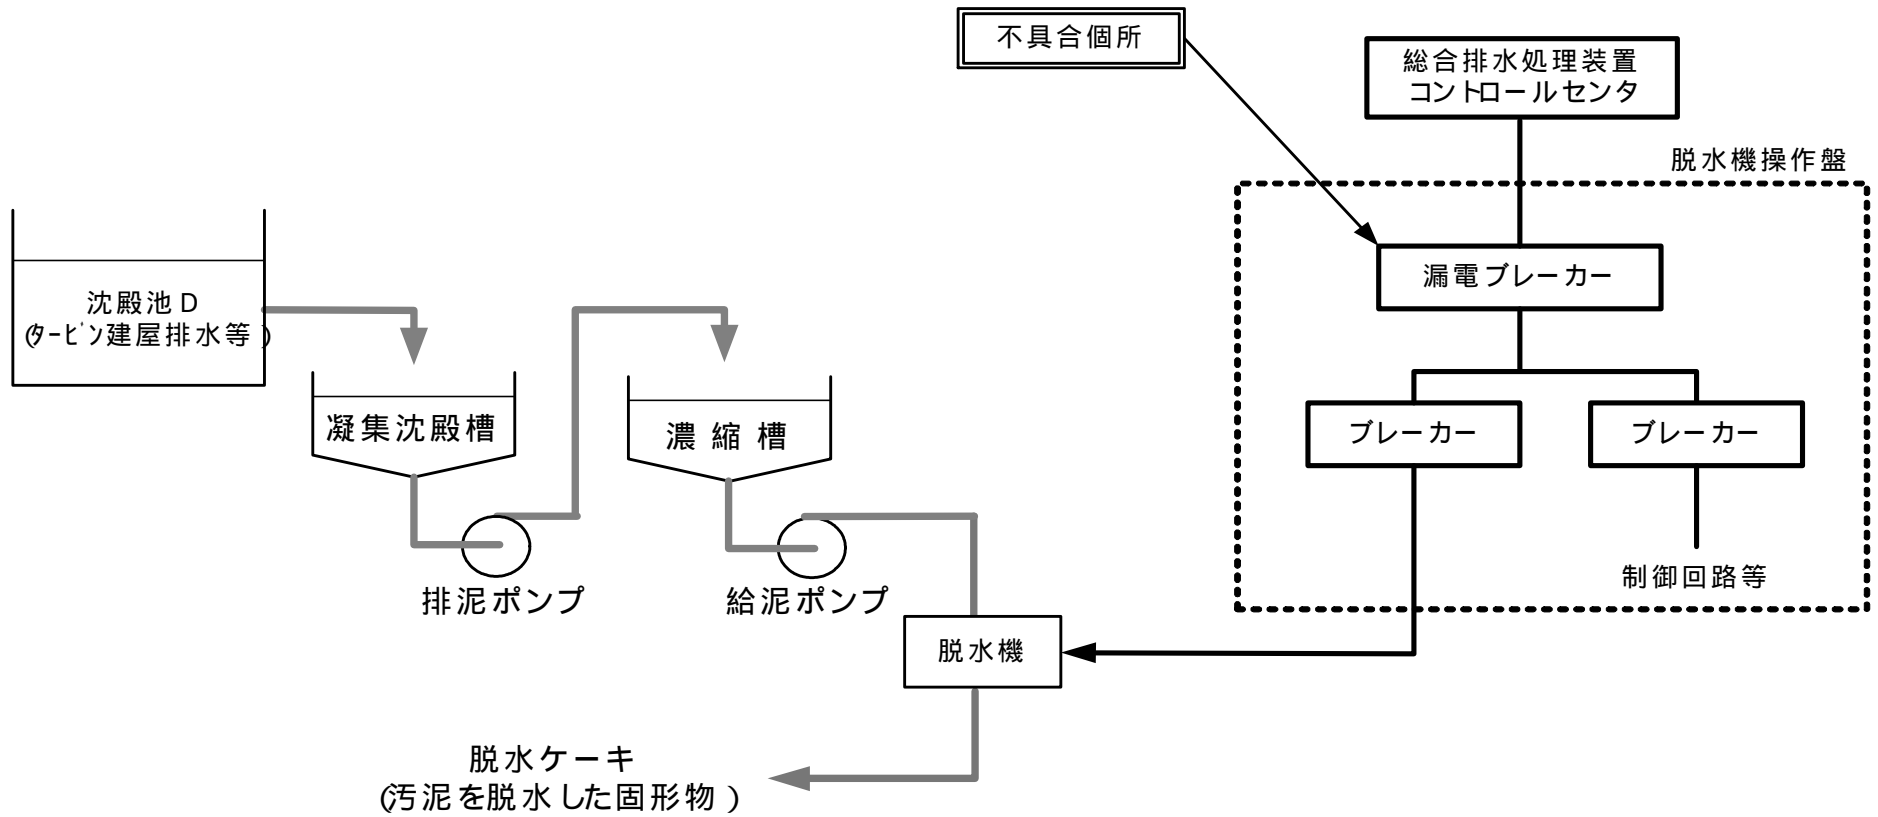 不具合個所
総合排水処理装置
コントロールセンタ
脱水機操作盤
漏電ブレーカー
沈殿池D
(タービン建屋排水等)
凝集沈殿槽
濃縮槽
ブレーカー
ブレーカー
制御回路等
排泥ポンプ
給泥ポンプ
脱水機
脱水ケーキ
(汚泥を脱水した固形物)